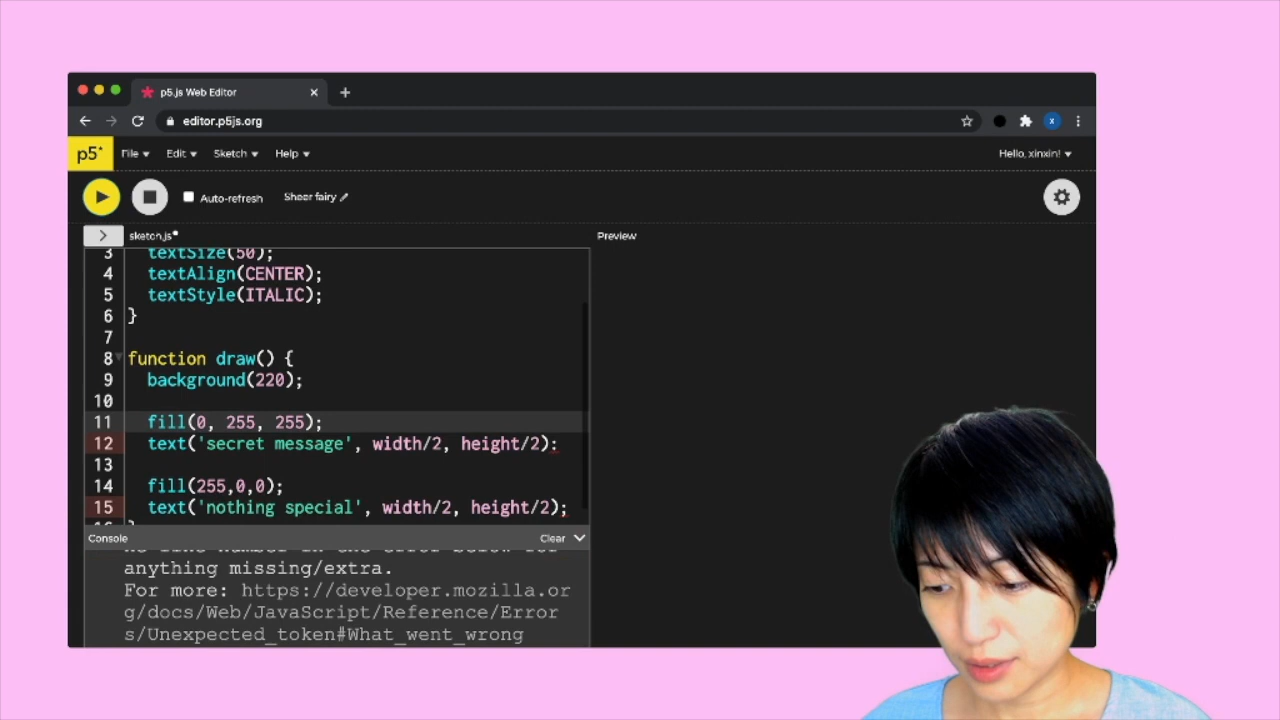 p5.js Web Editor
editor.p5js.org
x
p5* File Edit Sketch Help Hello, xinxin!
Auto-refresh Sheer fairy
sketch.js Preview
3 textSize(50);
4 textAlign(CENTER);
5 textStyle(ITALIC);
6 }
7
8 function draw() {
9 background(220);
10
11 fill(0, 255, 255);
12 text('secret message', width/2, height/2):
13
14 fill(255,0,0);
15 text('nothing special', width/2, height/2);
Console Clear
anything missing/extra.
For more: https://developer.mozilla.or
g/docs/Web/JavaScript/Reference/Error
s/Unexpected_token#What_went_wrong